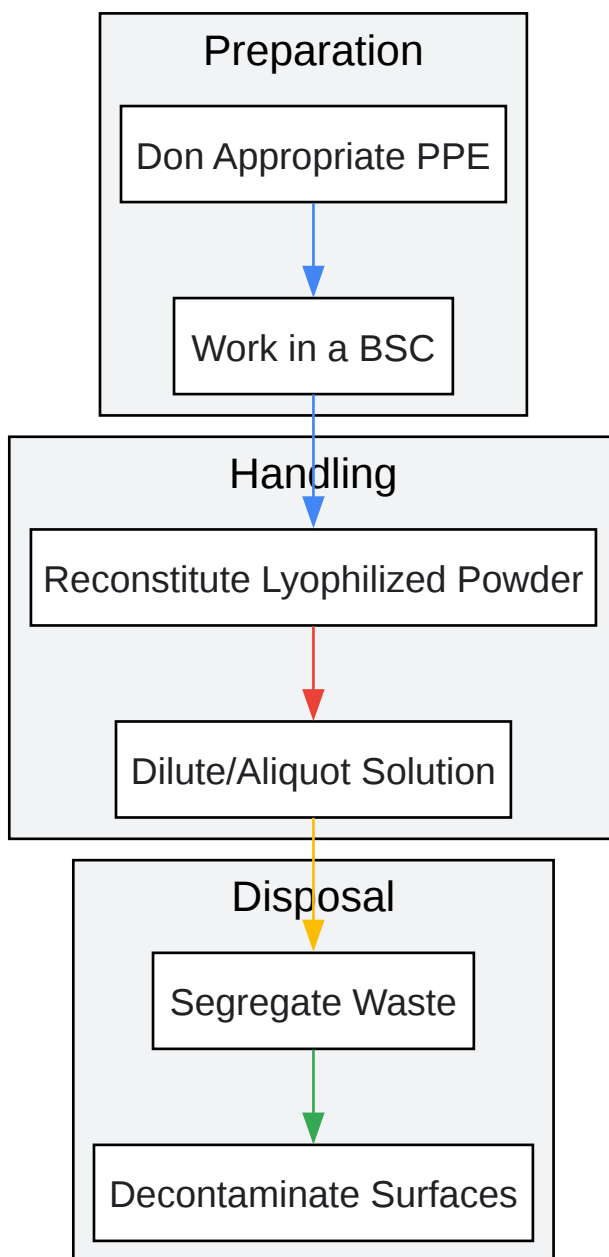 Preparation
Don Appropriate PPE
Work in a BSC
Handling
Reconstitute Lyophilized Powder
Dilute/Aliquot Solution
Disposal
Segregate Waste
Decontaminate Surfaces